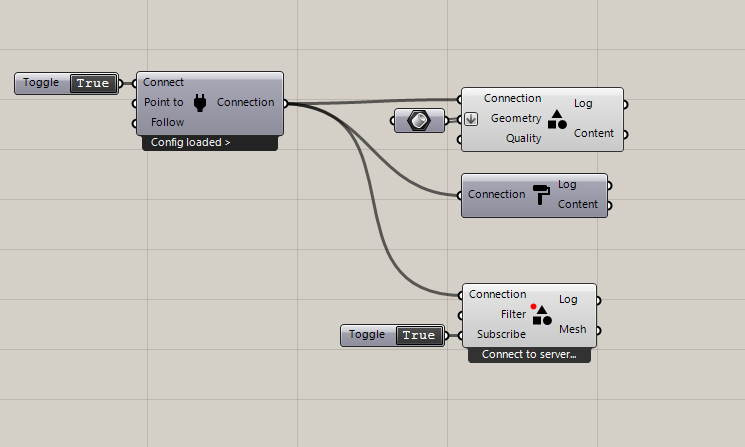 Toggle True
Connect
Point to
Follow
Connection
Config loaded >
Connection
Geometry
Quality
Log
Content
Connection
Log
Content
Connection
Filter
Subscribe
Log
Mesh
Toggle True
Connect to server...